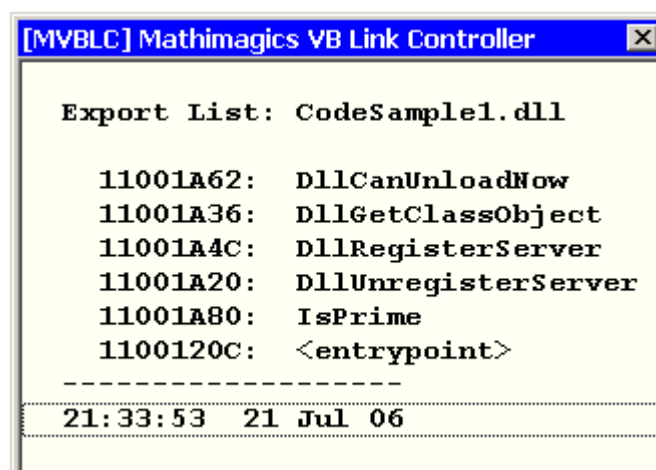 [MVBLC] Mathimagics VB Link Controller
Export List: CodeSample1.dll
11001A62: DllCanUnloadNow
11001A36: DllGetClassObject
11001A4C: DllRegisterServer
11001A20: DllUnregisterServer
11001A80: IsPrime
1100120C: <entrypoint>
-------------------
21:33:53 21 Jul 06